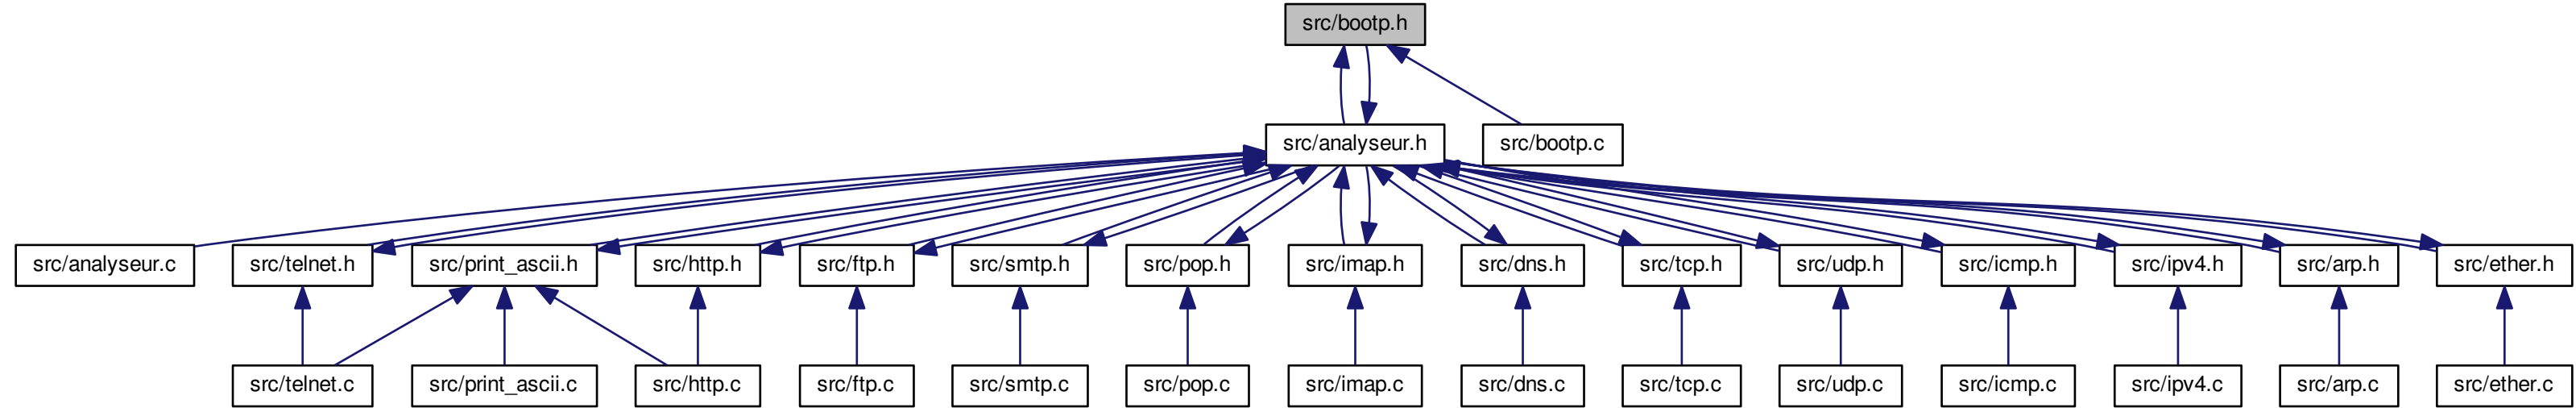 src/bootp.h
src/analyseur.h
src/bootp.c
src/analyseur.c
src/telnet.h
src/print_ascii.h
src/http.h
src/ftp.h
src/smtp.h
src/pop.h
src/imap.h
src/dns.h
src/tcp.h
src/udp.h
src/icmp.h
src/ipv4.h
src/arp.h
src/ether.h
src/telnet.c
src/print_ascii.c
src/http.c
src/ftp.c
src/smtp.c
src/pop.c
src/imap.c
src/dns.c
src/tcp.c
src/udp.c
src/icmp.c
src/ipv4.c
src/arp.c
src/ether.c